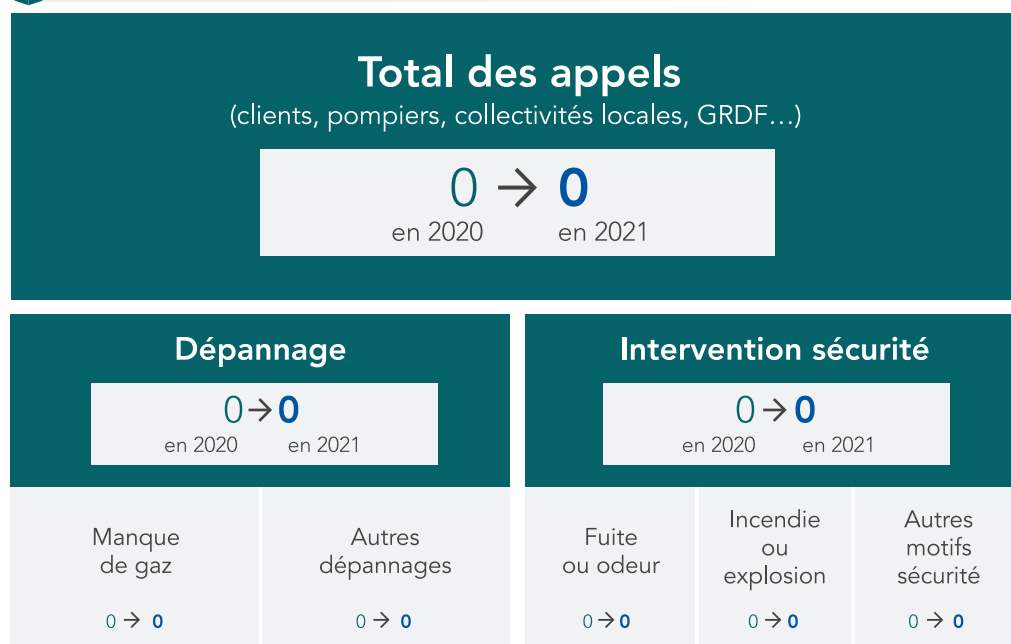 Total des appels
(clients, pompiers, collectivités locales, GRDF…)
0 → 0
en 2020 en 2021
Dépannage
0 → 0
en 2020 en 2021
Manque
de gaz
0 → 0
Autres
dépannages
0 → 0
Intervention sécurité
0 → 0
en 2020 en 2021
Fuite
ou odeur
0 → 0
Incendie
ou
explosion
0 → 0
Autres
motifs
sécurité
0 → 0